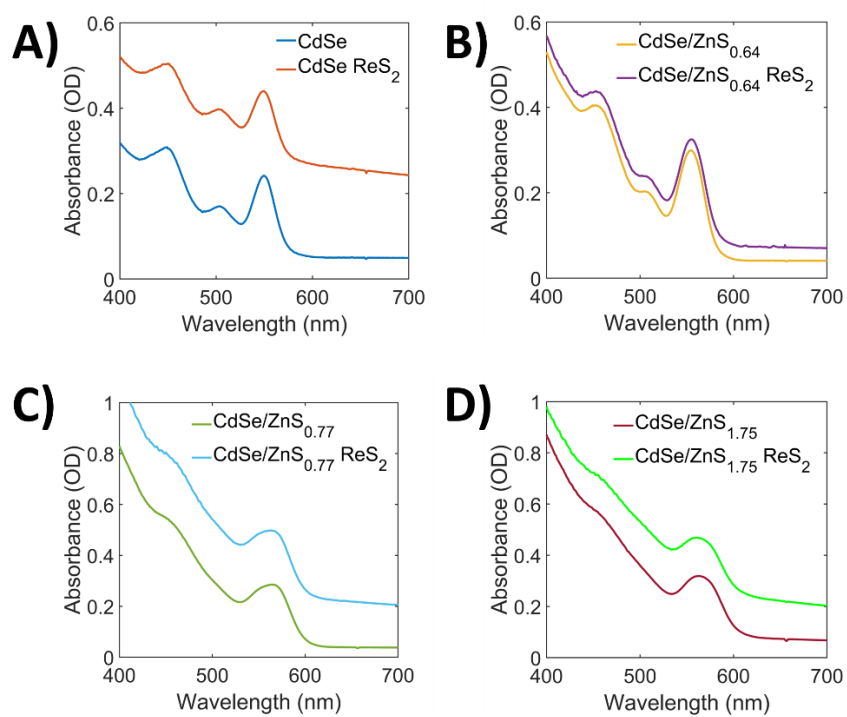 A)
CdSe
CdSe ReS₂
0.6
0.4
0.2
0
Absorbance (OD)
400 500 600 700
Wavelength (nm)
B)
CdSe/ZnS₀.₆₄
CdSe/ZnS₀.₆₄ ReS₂
0.6
0.4
0.2
0
Absorbance (OD)
400 500 600 700
Wavelength (nm)
C)
CdSe/ZnS₀.₇₇
CdSe/ZnS₀.₇₇ ReS₂
1
0.8
0.6
0.4
0.2
0
Absorbance (OD)
400 500 600 700
Wavelength (nm)
D)
CdSe/ZnS₁.₇₅
CdSe/ZnS₁.₇₅ ReS₂
1
0.8
0.6
0.4
0.2
0
Absorbance (OD)
400 500 600 700
Wavelength (nm)